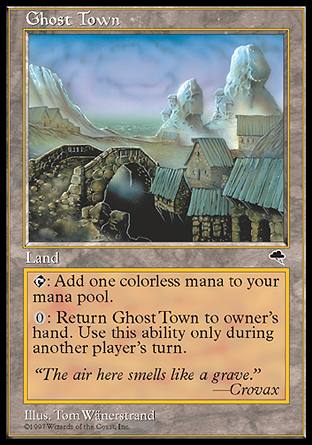 Ghost Town
Land
: Add one colorless mana to your
mana pool.
0: Return Ghost Town to owner's
hand. Use this ability only during
another player's turn.
"The air here smells like a grave."
—Crovax
Illus. Tom Wänerstrand
©1997 Wizards of the Coast, Inc.